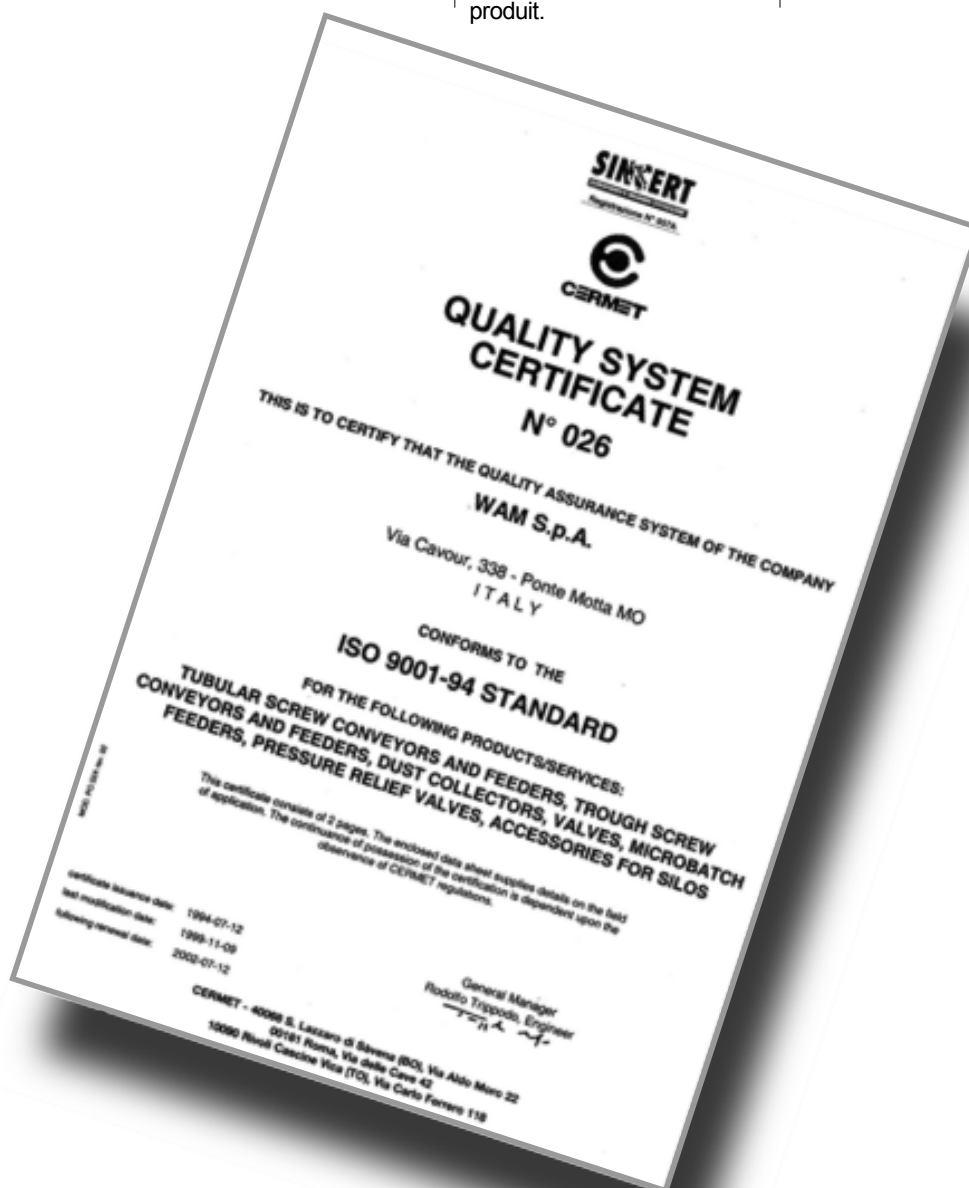 produit.
SINCERT
Registrazione N°
CERMET
QUALITY SYSTEM
CERTIFICATE
N° 026
THIS IS TO CERTIFY THAT THE QUALITY ASSURANCE SYSTEM OF THE COMPANY
WAM S.p.A.
Via Cavour, 338 - Ponte Motta MO
ITALY
CONFORMS TO THE
ISO 9001-94 STANDARD
FOR THE FOLLOWING PRODUCTS/SERVICES:
TUBULAR SCREW CONVEYORS AND FEEDERS, TROUGH SCREW
CONVEYORS AND FEEDERS, DUST COLLECTORS, VALVES, MICROBATCH
FEEDERS, PRESSURE RELIEF VALVES, ACCESSORIES FOR SILOS
This certificate consists of 2 pages. The enclosed data sheet supplies details on the field
of application. The continuance of possession of the certification is dependent upon the
observance of CERMET regulations.
certificate issuance date: 1994-07-12
last modification date: 1999-11-09
following renewal date: 2002-07-12
General Manager
Rodolfo Trippodo, Engineer
CERMET - 40068 S. Lazzaro di Savena (BO), Via Aldo Moro 22
00161 Roma, Via delle Cave 42
10090 Rivoli Cascine Vica (TO), Via Carlo Ferrero 118